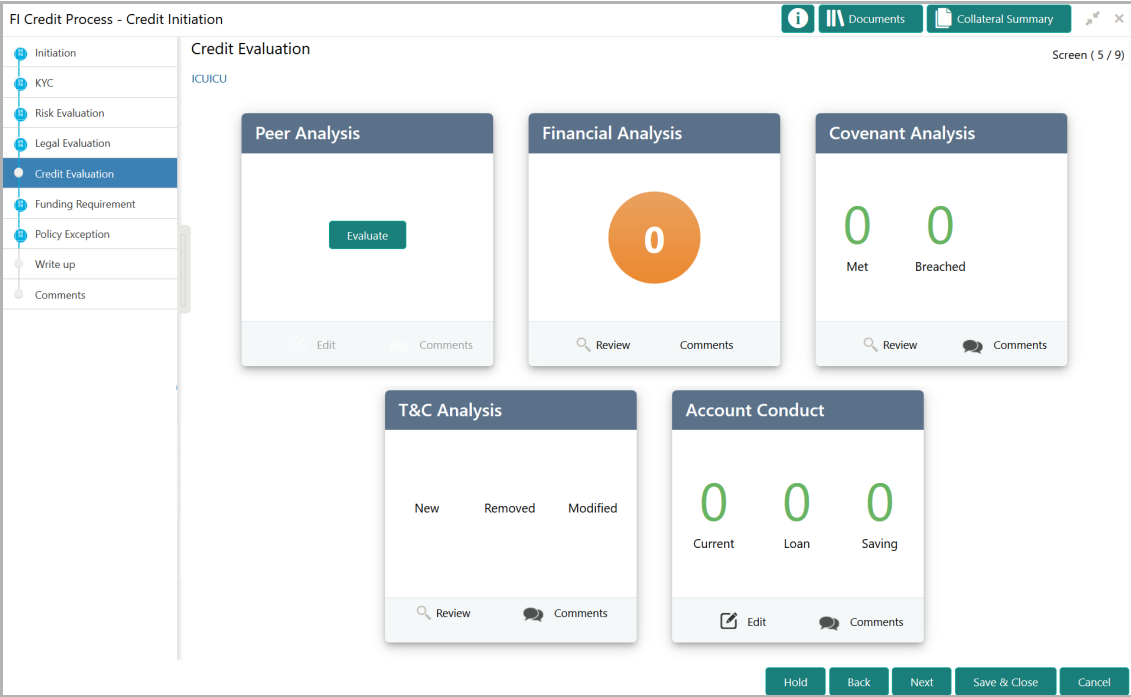 FI Credit Process - Credit Initiation
i Documents Collateral Summary
Initiation
KYC
Risk Evaluation
Legal Evaluation
Credit Evaluation
Funding Requirement
Policy Exception
Write up
Comments
Credit Evaluation
Screen ( 5 / 9)
ICUICU
Peer Analysis
Evaluate
Edit Comments
Financial Analysis
0
Review Comments
Covenant Analysis
0 0
Met Breached
Review Comments
T&C Analysis
New Removed Modified
Review Comments
Account Conduct
0 0 0
Current Loan Saving
Edit Comments
Hold Back Next Save & Close Cancel